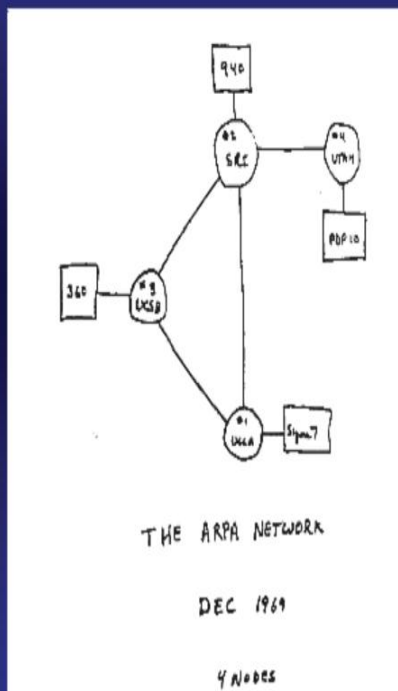 940
#2
SRI
#4
UTAH
PDP 10
360
#3
UCSB
#1
UCLA
Sigma 7
THE ARPA NETWORK
DEC 1969
4 NODES